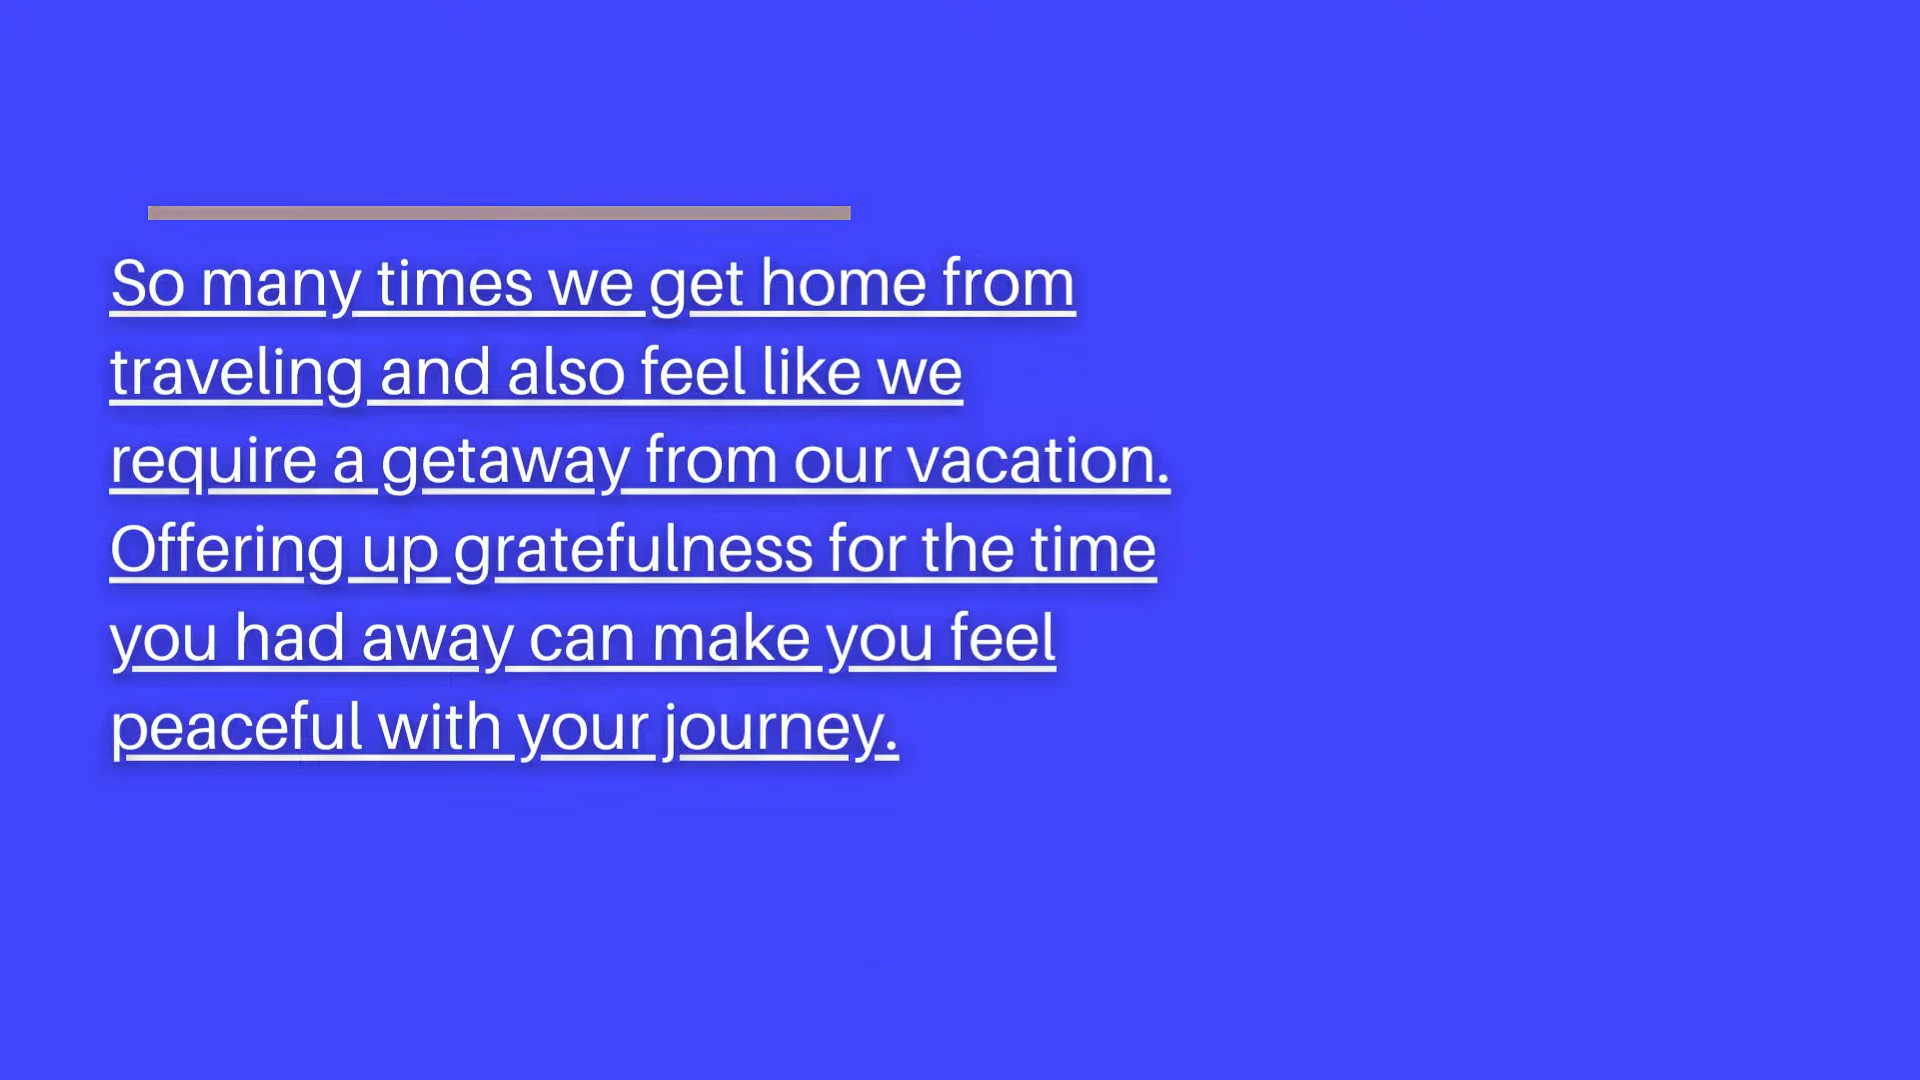 So many times we get home from
traveling and also feel like we
require a getaway from our vacation.
Offering up gratefulness for the time
you had away can make you feel
peaceful with your journey.